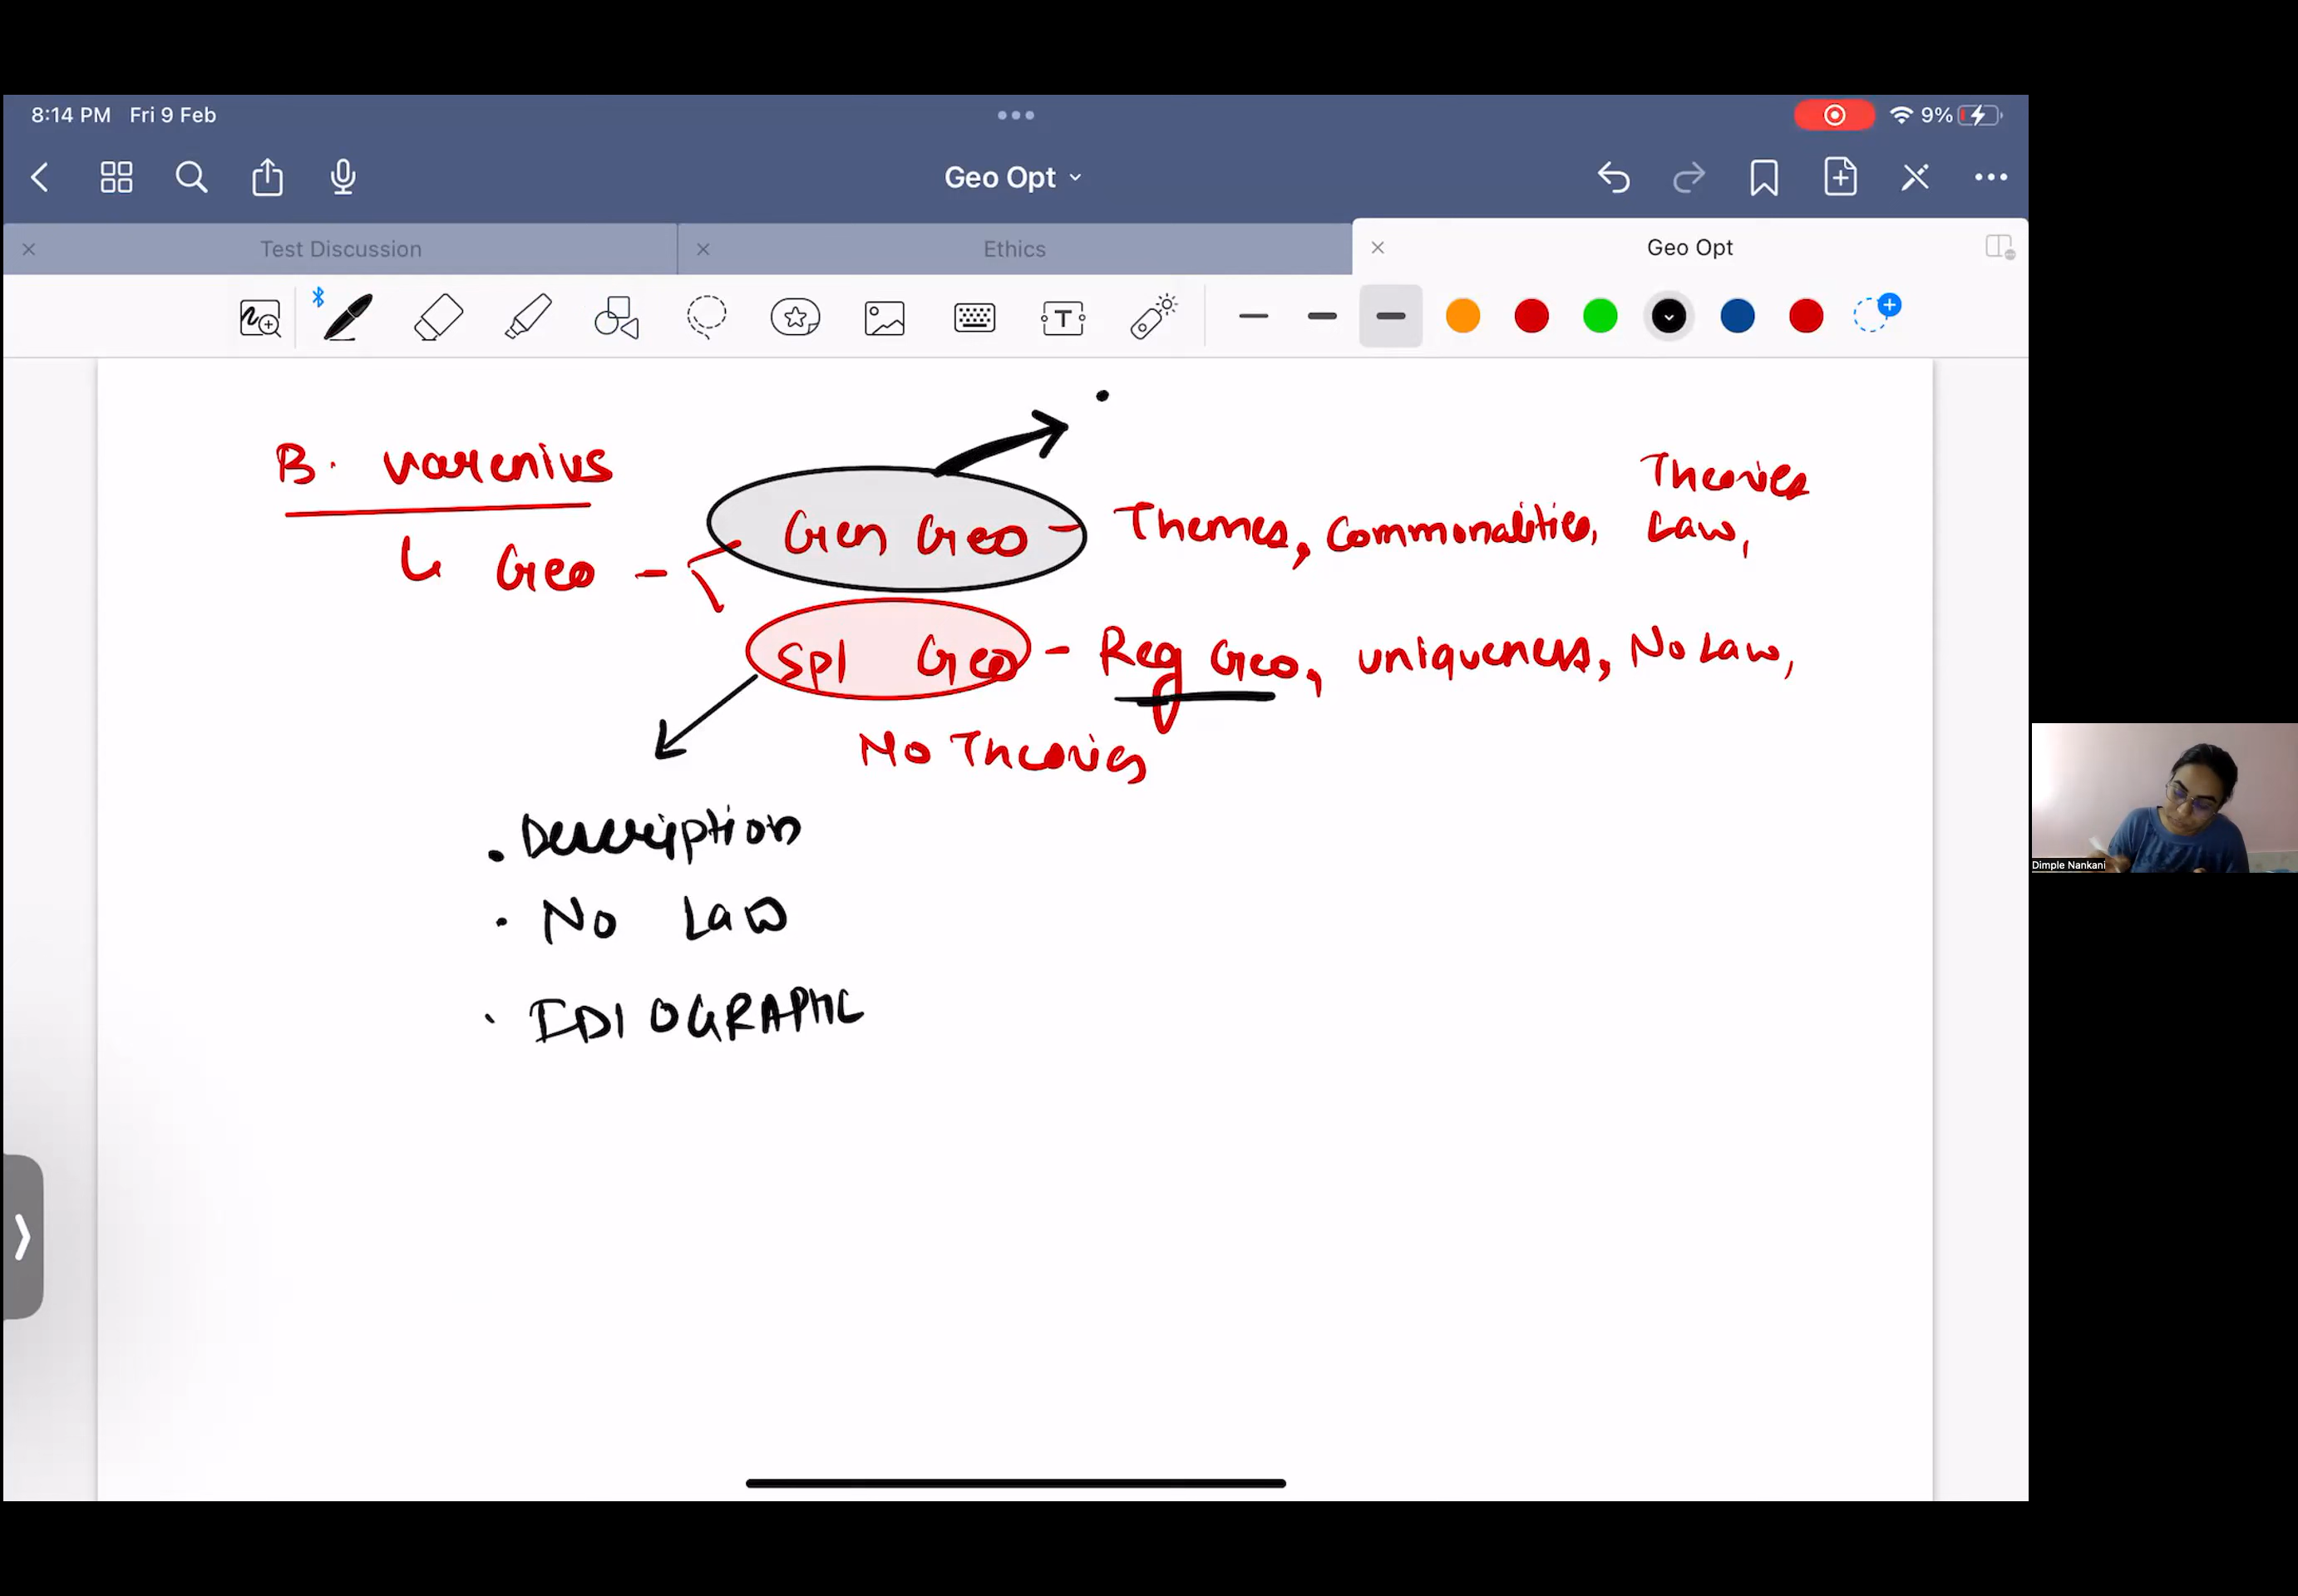 8:14 PM Fri 9 Feb
9%
Geo Opt
Test Discussion
Ethics
Geo Opt
T
B. Varenius
Theories
Gen Geo - Themes, Commonalities, Law,
Geo -
Spl Geo - Reg Geo, uniqueness, No Law,
No Theories
. Description
. No Law
. IDIOGRAPHIC
Dimple Nankani